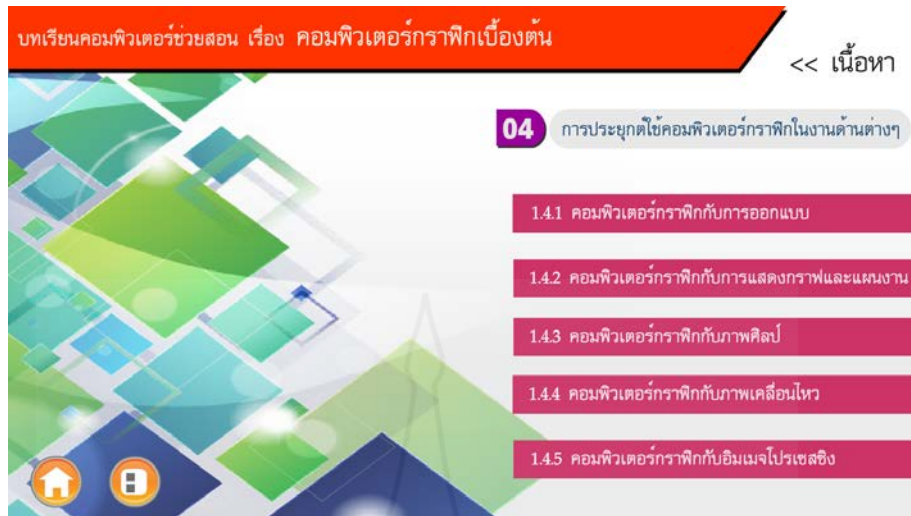 บทเรียนคอมพิวเตอร์ช่วยสอน เรื่อง คอมพิวเตอร์กราฟิกเบื้องต้น
<< เนื้อหา
04 การประยุกต์ใช้คอมพิวเตอร์กราฟิกในงานด้านต่างๆ
1.4.1 คอมพิวเตอร์กราฟิกกับการออกแบบ
1.4.2 คอมพิวเตอร์กราฟิกกับการแสดงกราฟและแผนงาน
1.4.3 คอมพิวเตอร์กราฟิกกับภาพศิลป์
1.4.4 คอมพิวเตอร์กราฟิกกับภาพเคลื่อนไหว
1.4.5 คอมพิวเตอร์กราฟิกกับอิมเมจโปรเซสซิง